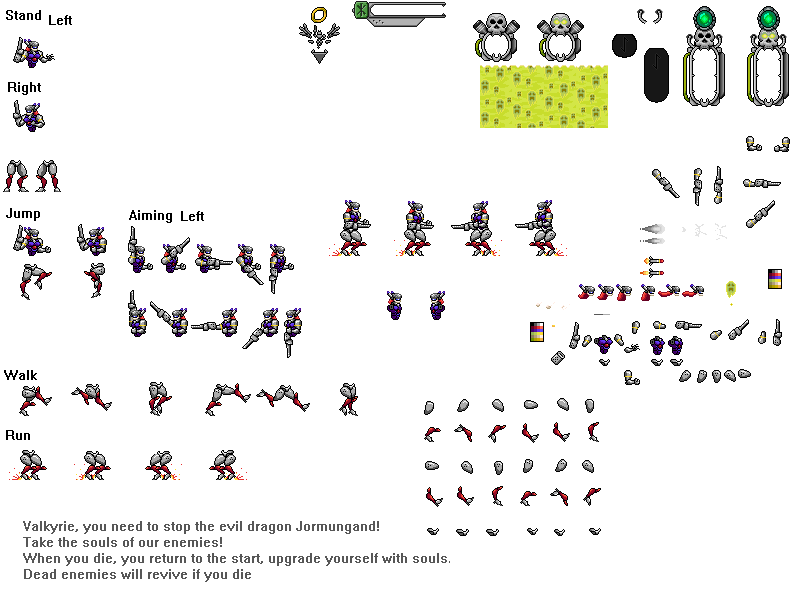 Stand
Left
Right
Jump
Aiming Left
Walk
Run
Valkyrie, you need to stop the evil dragon Jormungand!
Take the souls of our enemies!
When you die, you return to the start, upgrade yourself with souls.
Dead enemies will revive if you die